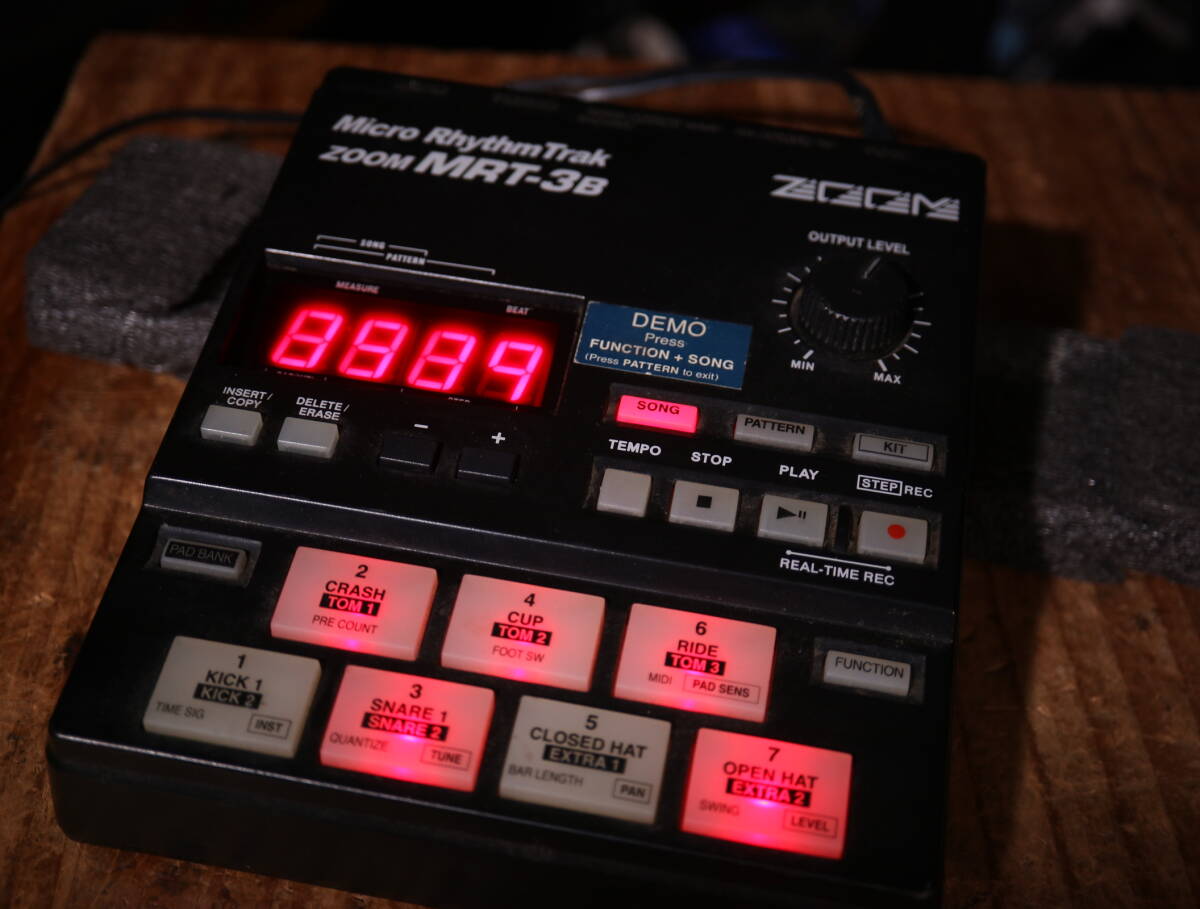 Micro RhythmTrak
ZOOM MRT-3B
ZOOM
OUTPUT LEVEL
MIN
MAX
SONG
PATTERN
MEASURE
BEAT
DEMO
Press
FUNCTION + SONG
(Press PATTERN to exit)
INSERT/
COPY
DELETE/
ERASE
−
+
SONG
PATTERN
KIT
TEMPO
STOP
PLAY
STEP REC
REAL-TIME REC
PAD BANK
2
CRASH
TOM 1
PRE COUNT
4
CUP
TOM 2
FOOT SW
6
RIDE
TOM 3
MIDI PAD SENS
FUNCTION
1
KICK 1
KICK 2
TIME SIG INST
3
SNARE 1
SNARE 2
QUANTIZE TUNE
5
CLOSED HAT
EXTRA 1
BAR LENGTH PAN
7
OPEN HAT
EXTRA 2
SWING LEVEL